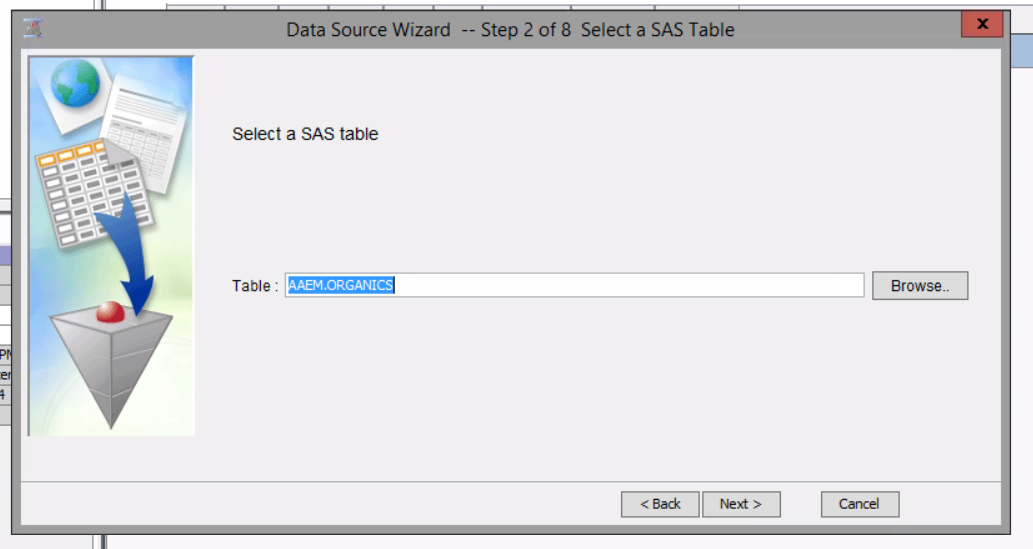 Data Source Wizard -- Step 2 of 8 Select a SAS Table
x
Select a SAS table
Table : AAEM.ORGANICS Browse..
< Back Next > Cancel